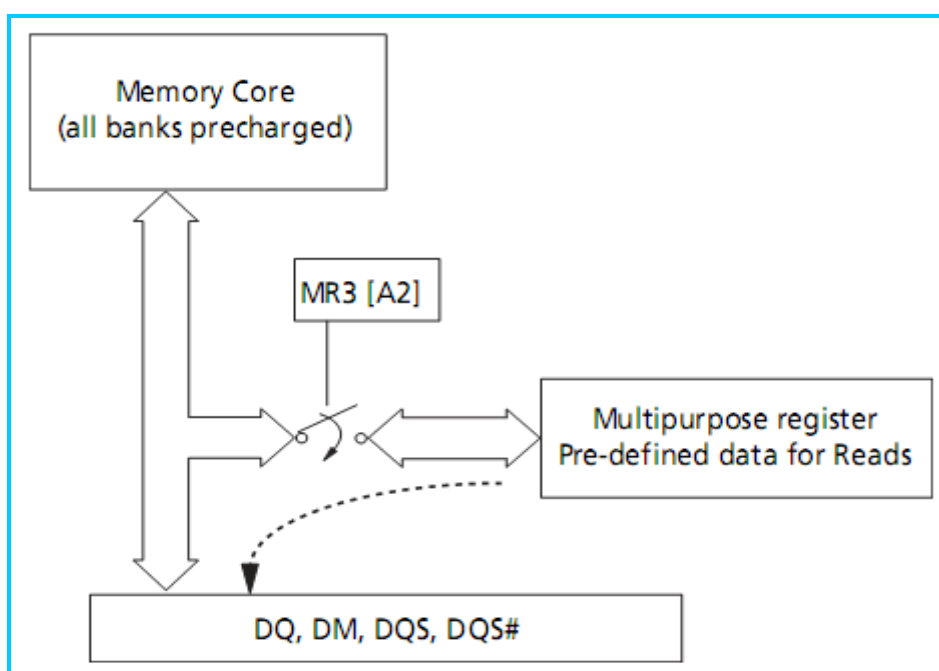 Memory Core
(all banks precharged)
MR3 [A2]
Multipurpose register
Pre-defined data for Reads
DQ, DM, DQS, DQS#